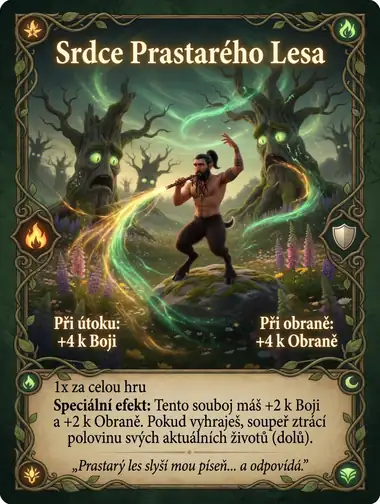 Srdce Prastarého Lesa
Při útoku:
+4 k Boji
Při obraně:
+4 k Obraně
1x za celou hru
Speciální efekt: Tento souboj máš +2 k Boji
a +2 k Obraně. Pokud vyhraješ, soupeř ztrácí
polovinu svých aktuálních životů (dolů).
„Prastarý les slyší mou píseň... a odpovídá.”